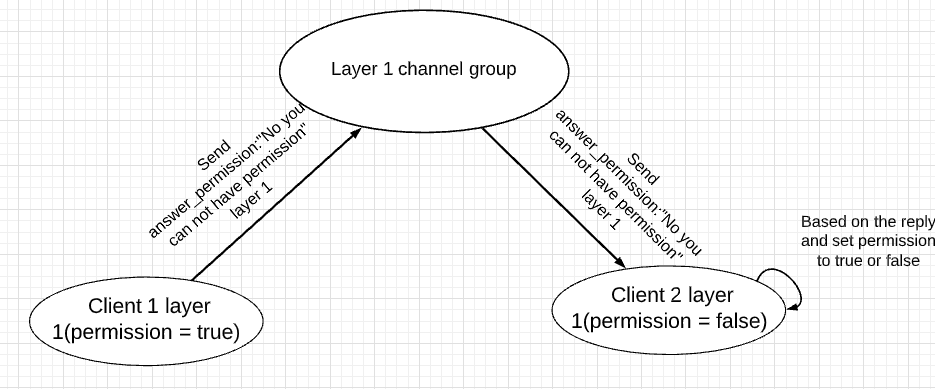 Layer 1 channel group
Send
answer_permission:"No you
can not have permission"
layer 1
Send
answer_permission:"No you
can not have permission"
layer 1
Based on the reply
and set permission
to true or false
Client 1 layer
1(permission = true)
Client 2 layer
1(permission = false)